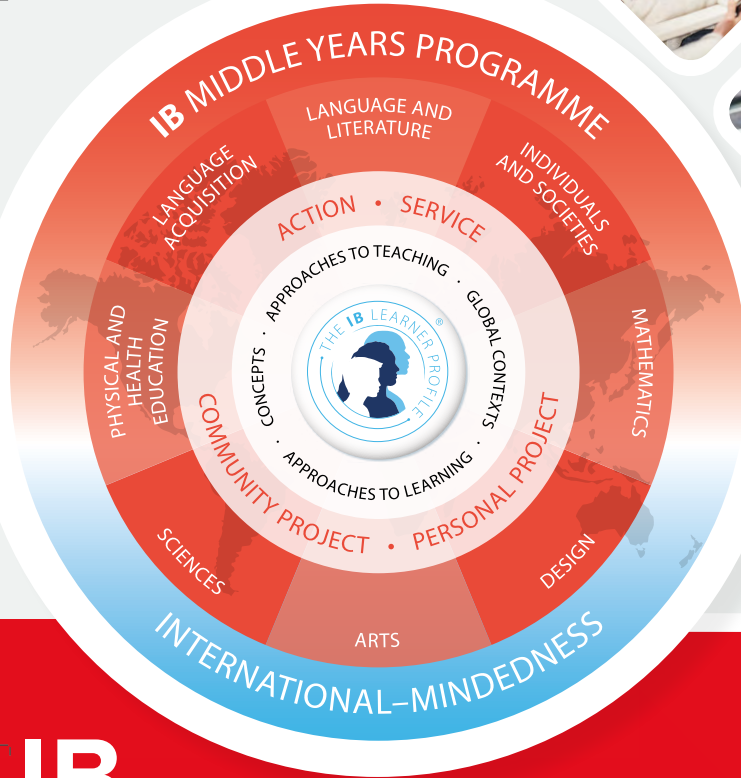 IB MIDDLE YEARS PROGRAMME
LANGUAGE AND
LITERATURE
INDIVIDUALS
AND SOCIETIES
MATHEMATICS
DESIGN
ARTS
SCIENCES
PHYSICAL AND
HEALTH
EDUCATION
LANGUAGE
ACQUISITION
ACTION • SERVICE
COMMUNITY PROJECT • PERSONAL PROJECT
APPROACHES TO TEACHING · GLOBAL CONTEXTS ·
APPROACHES TO LEARNING · CONCEPTS ·
THE IB LEARNER PROFILE
®
INTERNATIONAL–MINDEDNESS
IB